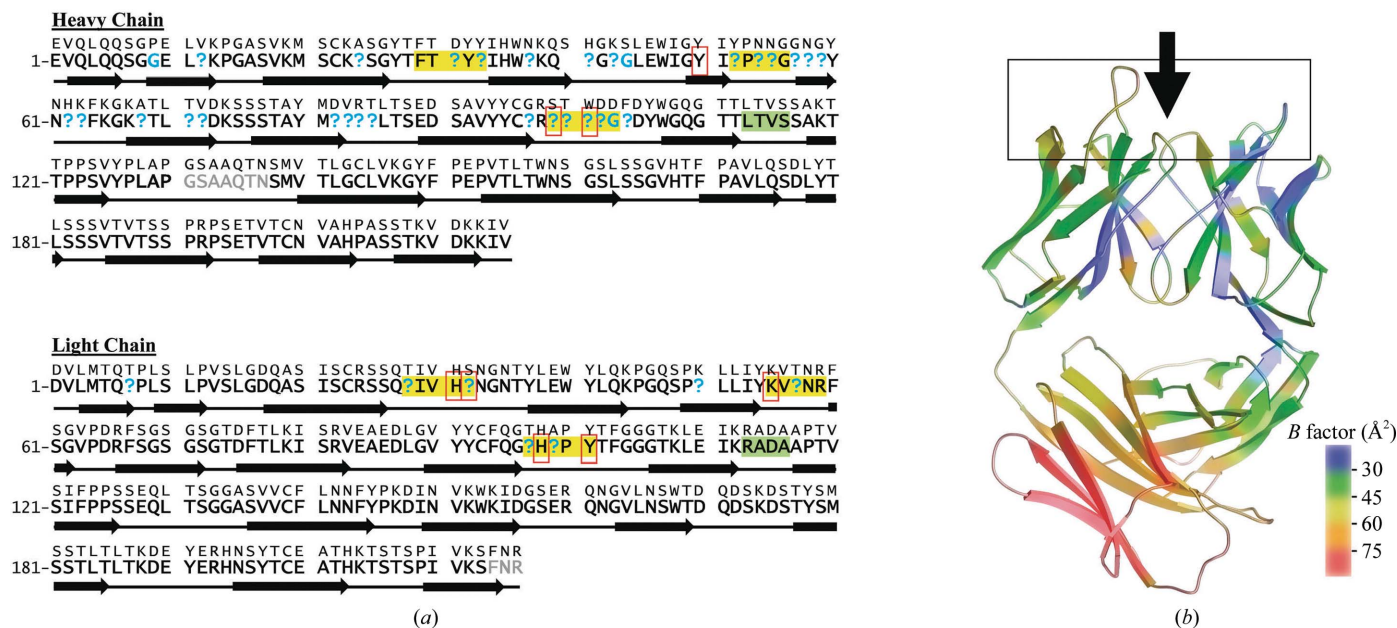 Heavy Chain
EVQLQQSGPE LVKPGASVKM SCKASGYTFT DYYIHWNKQS HGKSLEWIGY IYPNNGGNGY
1- EVQLQQSGGE L?KPGASVKM SCK?SGYTFT ?Y?IHW?KQ ?G?GLEWIGY I?P??G???Y
NHKFKGKATL TVDKSSSTAY MDVRTLTSED SAVYYCGRST WDDFDYWGQG TTLTVSSAKT
61- N??FKGK?TL ??DKSSSTAY M????LTSED SAVYYC?R?? ??G?DYWGQG TTLTVSSAKT
TPPSVYPLAP GSAAQTNSMV TLGCLVKGYF PEPVTLTWNS GSLSSGVHTF PAVLQSDLYT
121- TPPSVYPLAP GSAAQTNSMV TLGCLVKGYF PEPVTLTWNS GSLSSGVHTF PAVLQSDLYT
LSSSVTVTSS PRPSETVTCN VAHPASSTKV DKKIV
181- LSSSVTVTSS PRPSETVTCN VAHPASSTKV DKKIV
Light Chain
DVLMTQTPLS LPVSLGDQAS ISCRSSQTIV HSNGNTYLEW YLQKPGQSPK LLIYKVTNRF
1- DVLMTQ?PLS LPVSLGDQAS ISCRSSQ?IV H?NGNTYLEW YLQKPGQSP? LLIYKV?NRF
SGVPDRFSGS GSGTDFTLKI SRVEAEDLGV YYCFQGTHAP YTFGGGTKLE IKRADAAPTV
61- SGVPDRFSGS GSGTDFTLKI SRVEAEDLGV YYCFQG?H?P YTFGGGTKLE IKRADAAPTV
SIFPPSSEQL TSGGASVVCF LNNFYPKDIN VKWKIDGSER QNGVLNSWTD QDSKDSTYSM
121- SIFPPSSEQL TSGGASVVCF LNNFYPKDIN VKWKIDGSER QNGVLNSWTD QDSKDSTYSM
SSTLTLTKDE YERHNSYTCE ATHKTSTSPI VKSFNR
181- SSTLTLTKDE YERHNSYTCE ATHKTSTSPI VKSFNR
(a)
B factor (Å²)
30
45
60
75
(b)